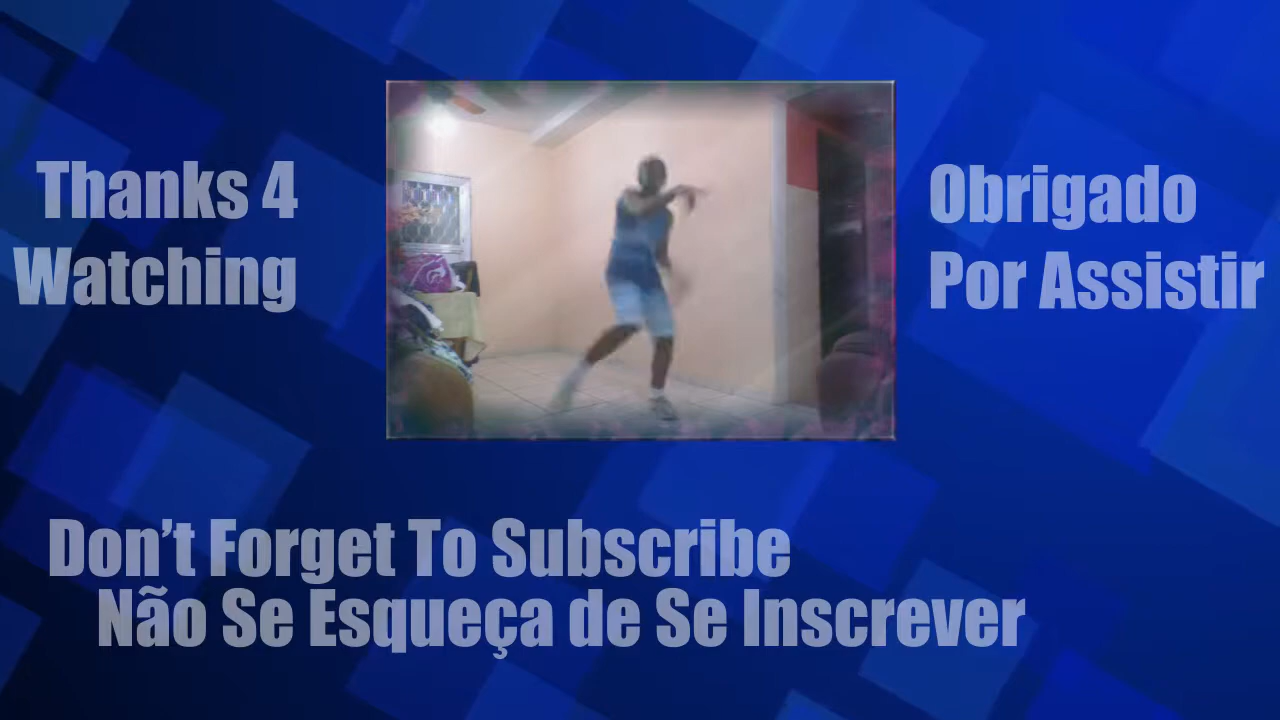 Thanks 4
Watching
Obrigado
Por Assistir
Don't Forget To Subscribe
Não Se Esqueça de Se Inscrever